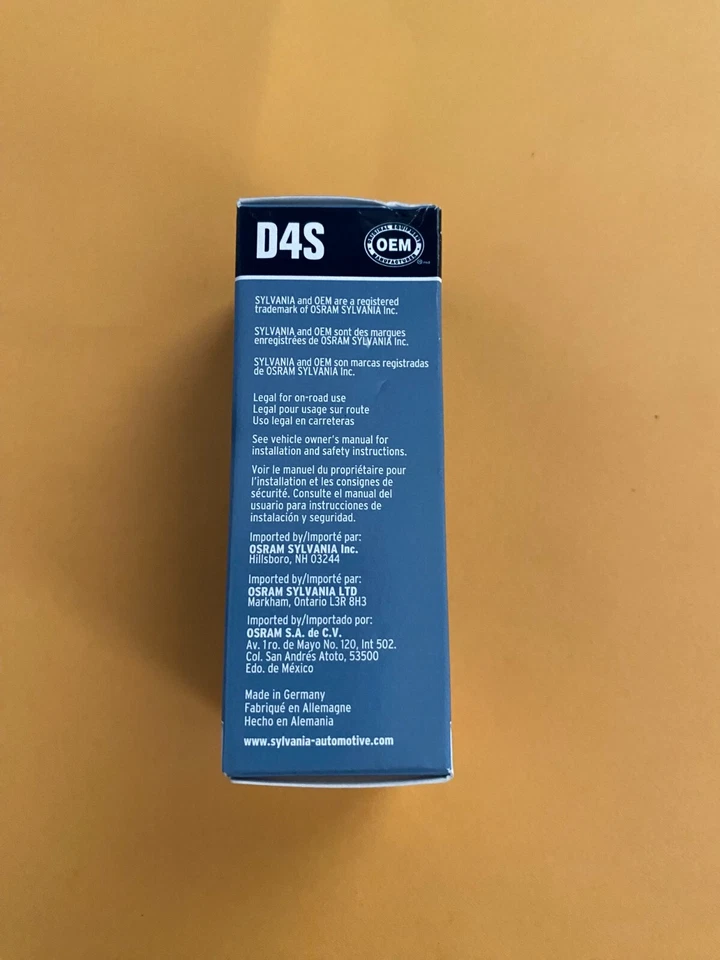 D4S
ORIGINAL EQUIPMENT
OEM
MANUFACTURER
SYLVANIA and OEM are a registered
trademark of OSRAM SYLVANIA Inc.
SYLVANIA and OEM sont des marques
enregistrées de OSRAM SYLVANIA Inc.
SYLVANIA and OEM son marcas registradas
de OSRAM SYLVANIA Inc.
Legal for on-road use
Legal pour usage sur route
Uso legal en carreteras
See vehicle owner's manual for
installation and safety instructions.
Voir le manuel du propriétaire pour
l'installation et les consignes de
sécurité. Consulte el manual del
usuario para instrucciones de
instalación y seguridad.
Imported by/Importé par:
OSRAM SYLVANIA Inc.
Hillsboro, NH 03244
Imported by/Importé par:
OSRAM SYLVANIA LTD
Markham, Ontario L3R 8H3
Imported by/Importado por:
OSRAM S.A. de C.V.
Av. 1ro. de Mayo No. 120, Int 502.
Col. San Andrés Atoto, 53500
Edo. de México
Made in Germany
Fabriqué en Allemagne
Hecho en Alemania
www.sylvania-automotive.com